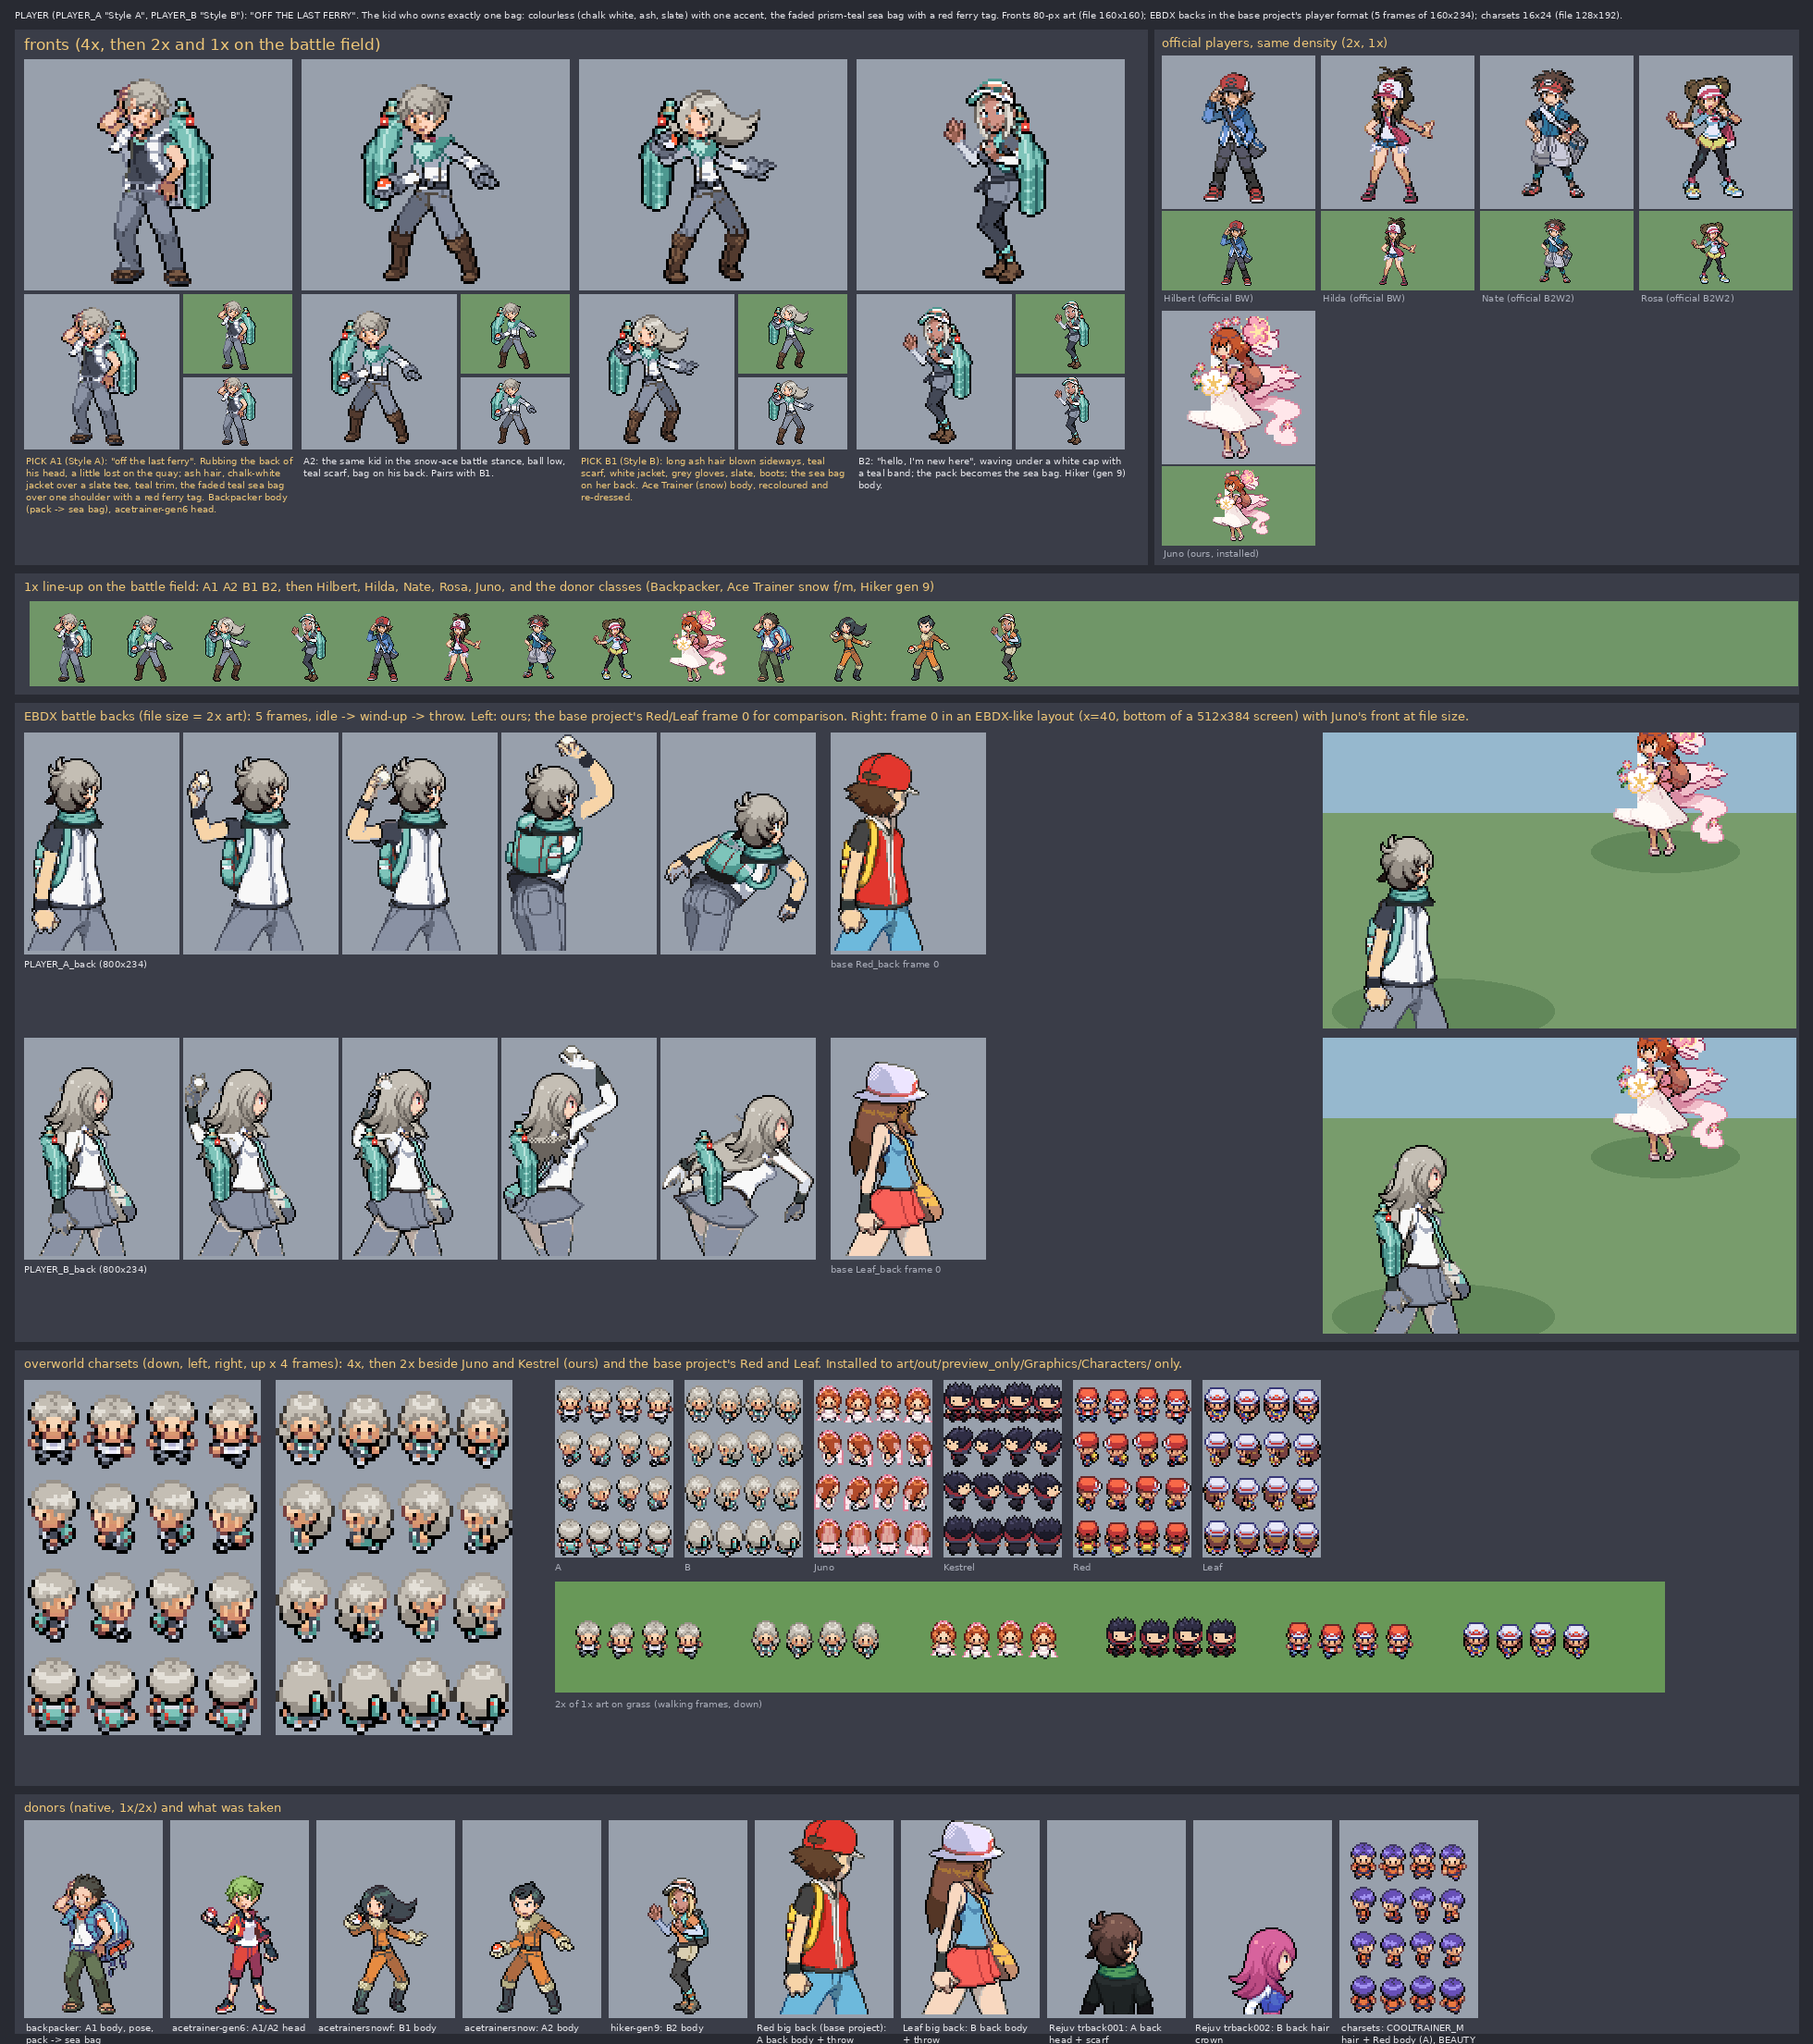 PLAYER (PLAYER_A "Style A", PLAYER_B "Style B"): "OFF THE LAST FERRY". The kid who owns exactly one bag: colourless (chalk white, ash, slate) with one accent, the faded prism-teal sea bag with a red ferry tag. Fronts 80-px art (file 160x160); EBDX backs in the base project's player format (5 frames of 160x234); charsets 16x24 (file 128x192).
fronts (4x, then 2x and 1x on the battle field)
official players, same density (2x, 1x)
Hilbert (official BW)
Hilda (official BW)
Nate (official B2W2)
Rosa (official B2W2)
PICK A1 (Style A): "off the last ferry". Rubbing the back of
his head, a little lost on the quay; ash hair, chalk-white
jacket over a slate tee, teal trim, the faded teal sea bag
over one shoulder with a red ferry tag. Backpacker body
(pack -> sea bag), acetrainer-gen6 head.
A2: the same kid in the snow-ace battle stance, ball low,
teal scarf, bag on his back. Pairs with B1.
PICK B1 (Style B): long ash hair blown sideways, teal
scarf, white jacket, grey gloves, slate, boots; the sea bag
on her back. Ace Trainer (snow) body, recoloured and
re-dressed.
B2: "hello, I'm new here", waving under a white cap with
a teal band; the pack becomes the sea bag. Hiker (gen 9)
body.
Juno (ours, installed)
1x line-up on the battle field: A1 A2 B1 B2, then Hilbert, Hilda, Nate, Rosa, Juno, and the donor classes (Backpacker, Ace Trainer snow f/m, Hiker gen 9)
EBDX battle backs (file size = 2x art): 5 frames, idle -> wind-up -> throw. Left: ours; the base project's Red/Leaf frame 0 for comparison. Right: frame 0 in an EBDX-like layout (x=40, bottom of a 512x384 screen) with Juno's front at file size.
PLAYER_A_back (800x234)
base Red_back frame 0
PLAYER_B_back (800x234)
base Leaf_back frame 0
overworld charsets (down, left, right, up x 4 frames): 4x, then 2x beside Juno and Kestrel (ours) and the base project's Red and Leaf. Installed to art/out/preview_only/Graphics/Characters/ only.
A
B
Juno
Kestrel
Red
Leaf
2x of 1x art on grass (walking frames, down)
donors (native, 1x/2x) and what was taken
backpacker: A1 body, pose,
pack -> sea bag
acetrainer-gen6: A1/A2 head
acetrainersnowf: B1 body
acetrainersnow: A2 body
hiker-gen9: B2 body
Red big back (base project):
A back body + throw
Leaf big back: B back body
+ throw
Rejuv trback001: A back
head + scarf
Rejuv trback002: B back hair
crown
charsets: COOLTRAINER_M
hair + Red body (A), BEAUTY